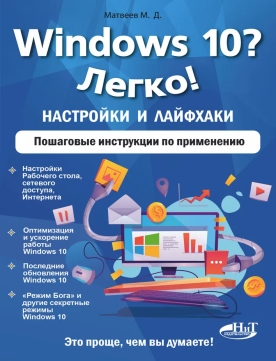 Матвеев М. Д.
Windows 10?
Легко!
НАСТРОЙКИ И ЛАЙФХАКИ
Пошаговые инструкции по применению
Настройки
Рабочего стола,
сетевого
доступа,
Интернета
Оптимизация
и ускорение
работы
Windows 10
Последние
обновления
Windows 10
«Режим Бога» и
другие секретные
режимы
Windows 10
Это проще, чем вы думаете!
НиТ